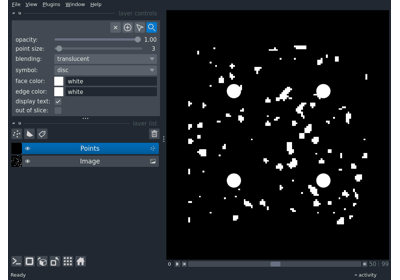 File View Plugins Window Help
layer controls
opacity: 1.00
point size: 3
blending: translucent
symbol: disc
face color: white
edge color: white
display text:
out of slice:
layer list
Points
Image
Ready
50 99
activity